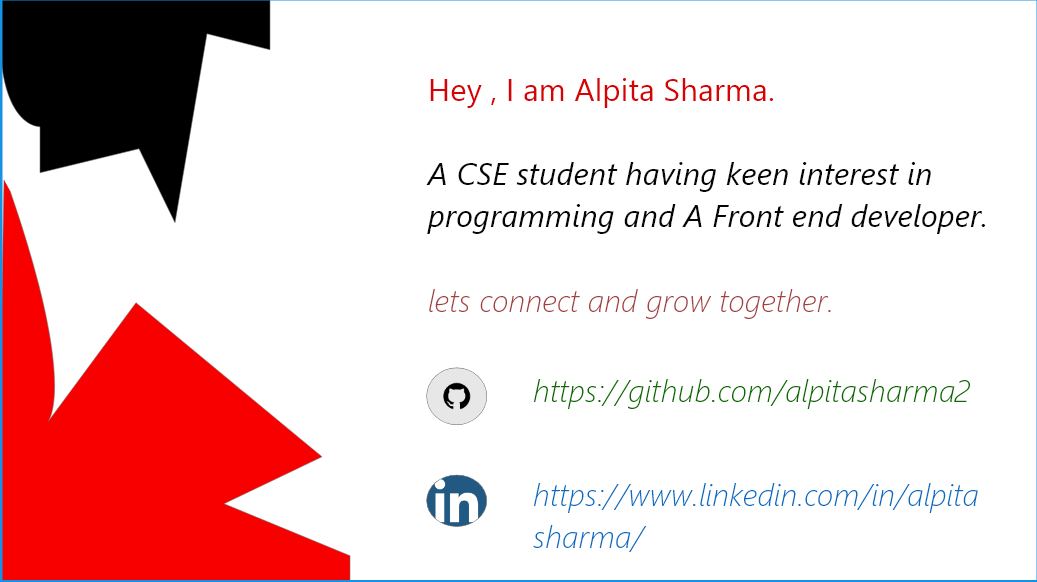 Hey , I am Alpita Sharma.
A CSE student having keen interest in
programming and A Front end developer.
lets connect and grow together.
https://github.com/alpitasharma2
in
https://www.linkedin.com/in/alpita
sharma/